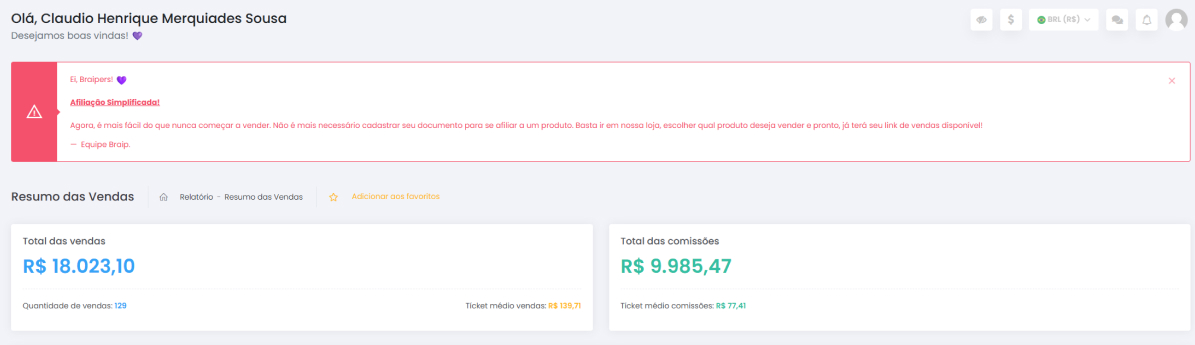 Olá, Claudio Henrique Merquiades Sousa
Desejamos boas vindas! 💜
$ BRL (R$)
Ei, Braipers! 💜
Afiliação Simplificada!
Agora, é mais fácil do que nunca começar a vender. Não é mais necessário cadastrar seu documento para se afiliar a um produto. Basta ir em nossa loja, escolher qual produto deseja vender e pronto, já terá seu link de vendas disponível!
— Equipe Braip.
Resumo das Vendas Relatório - Resumo das Vendas Adicionar aos favoritos
Total das vendas
R$ 18.023,10
Quantidade de vendas: 129 Ticket médio vendas: R$ 139,71
Total das comissões
R$ 9.985,47
Ticket médio comissões: R$ 77,41